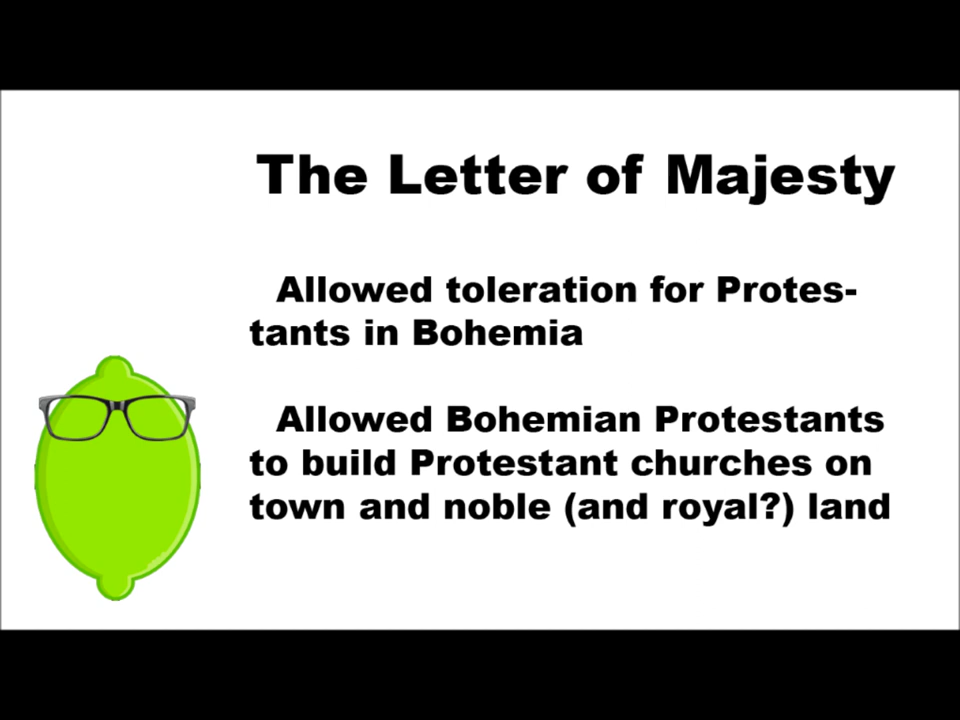 The Letter of Majesty
Allowed toleration for Protes-
tants in Bohemia
Allowed Bohemian Protestants
to build Protestant churches on
town and noble (and royal?) land